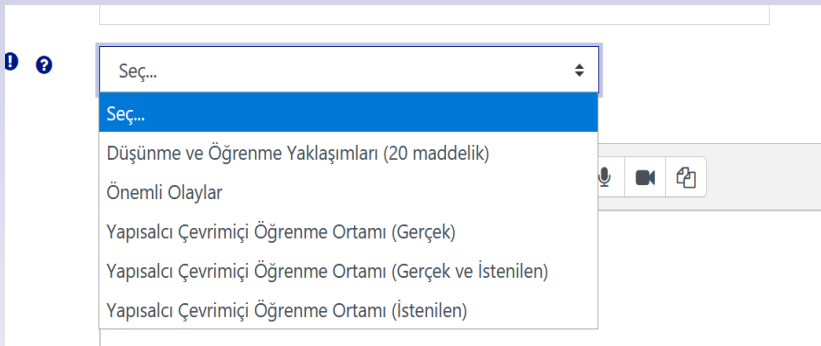 Seç...
Seç...
Düşünme ve Öğrenme Yaklaşımları (20 maddelik)
Önemli Olaylar
Yapısalcı Çevrimiçi Öğrenme Ortamı (Gerçek)
Yapısalcı Çevrimiçi Öğrenme Ortamı (Gerçek ve İstenilen)
Yapısalcı Çevrimiçi Öğrenme Ortamı (İstenilen)